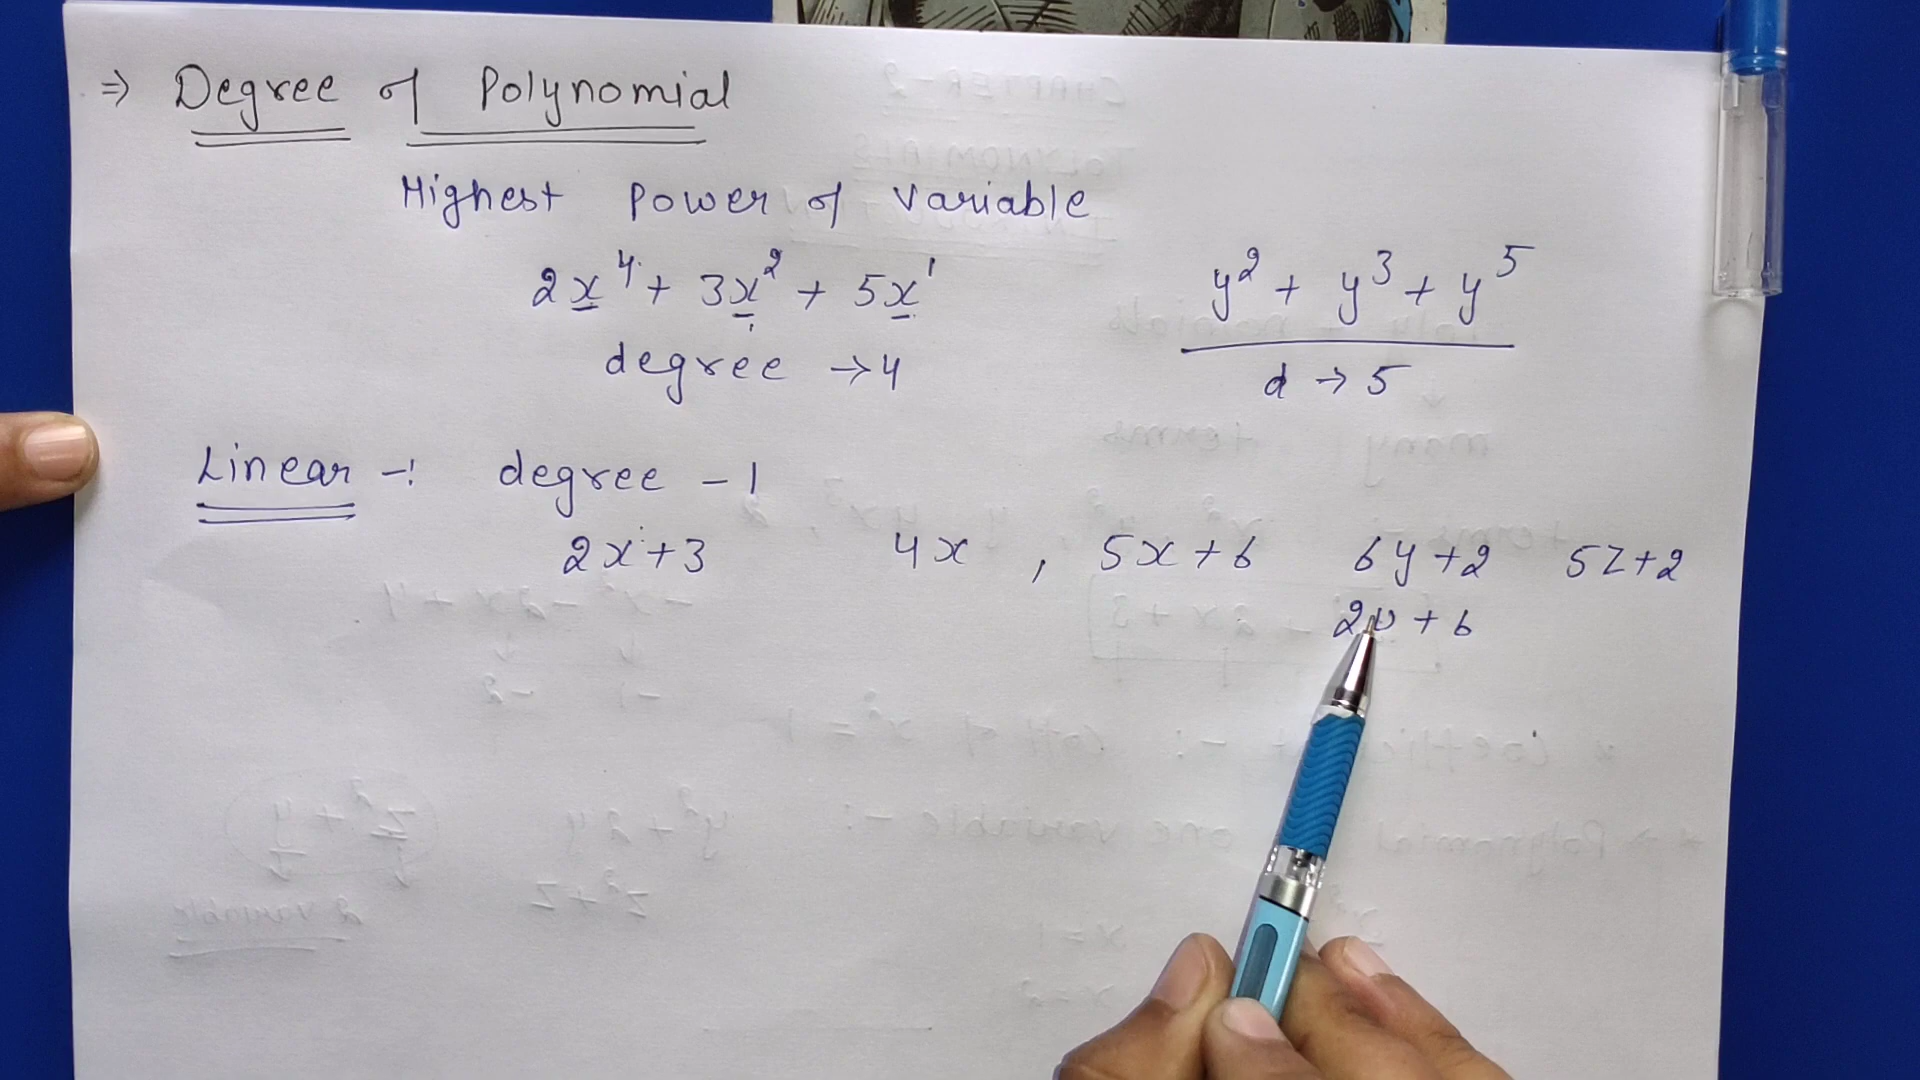 ⇒ Degree of Polynomial
Highest Power of Variable
2x⁴ + 3x² + 5x¹
y² + y³ + y⁵
degree → 4
d → 5
Linear -: degree - 1
2x + 3 4x , 5x + 6 6y + 2 5z + 2
2v + 6